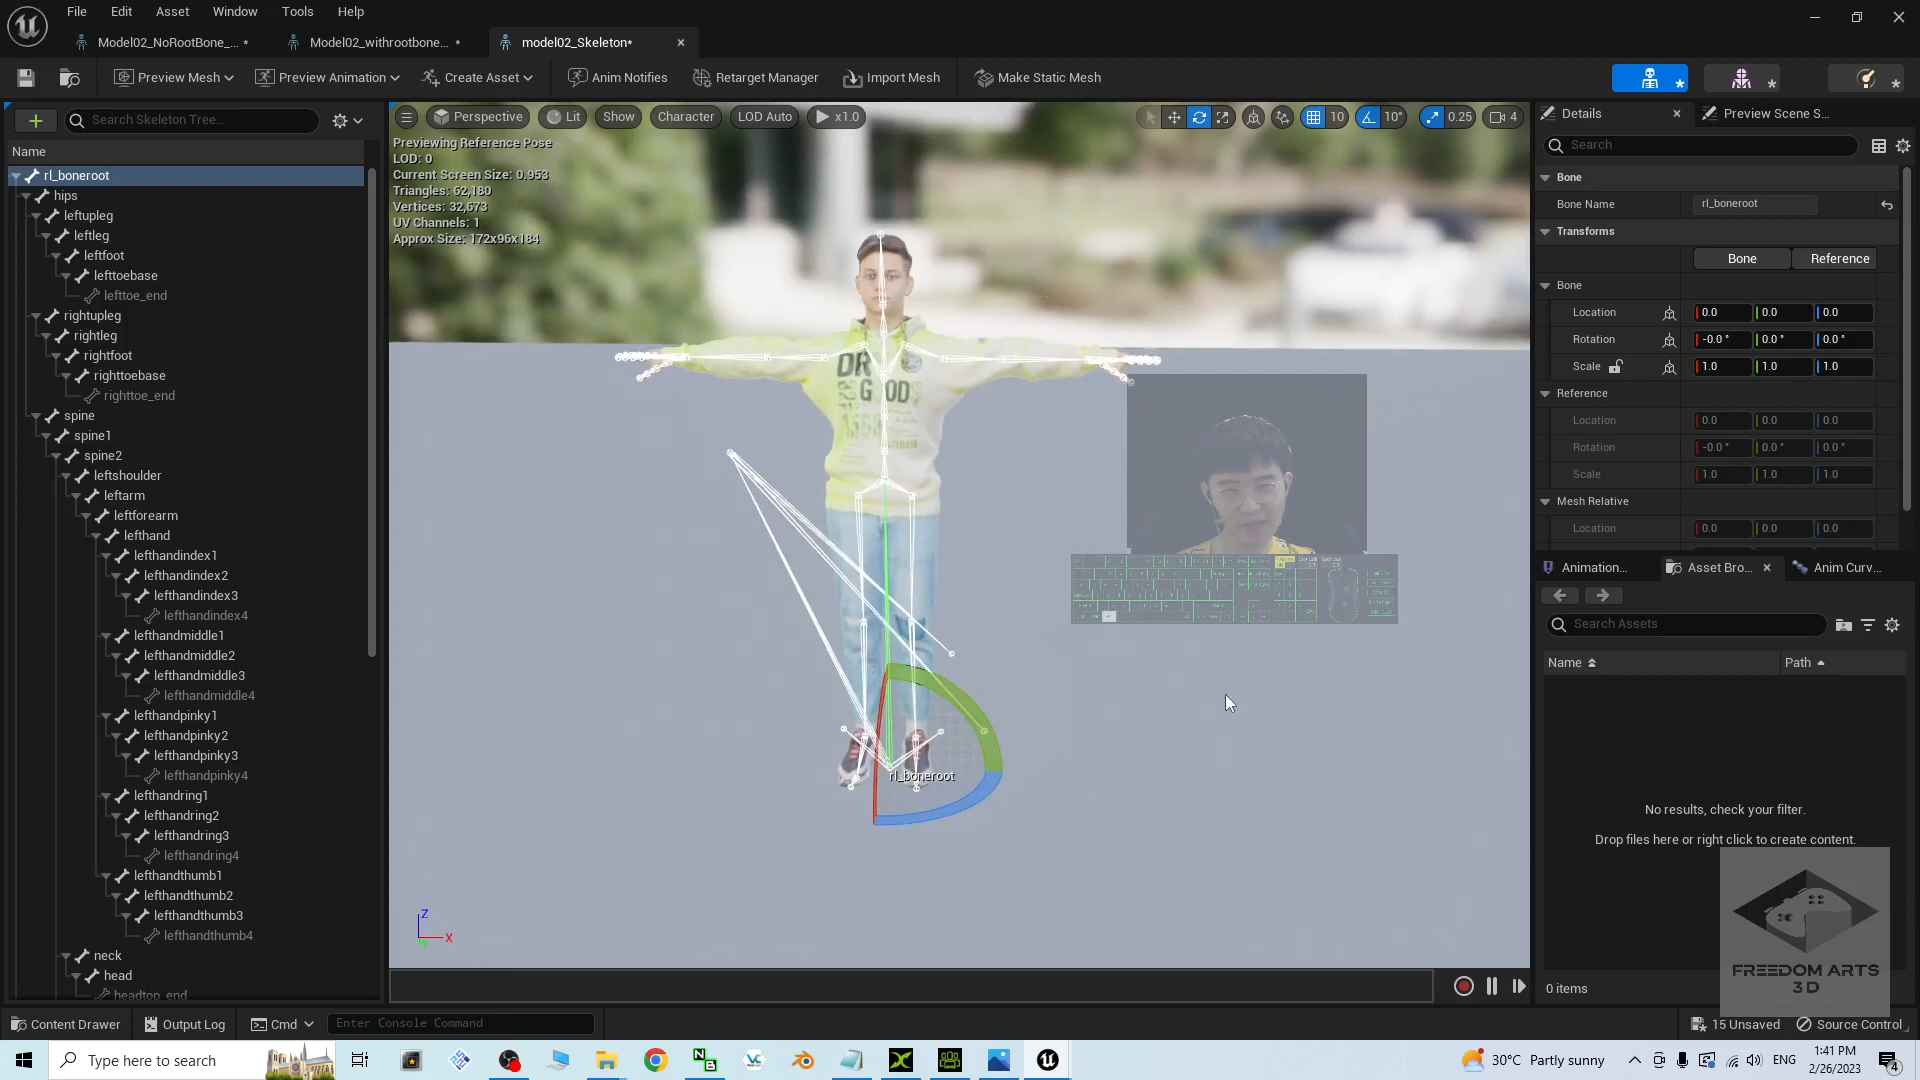 File Edit Asset Window Tools Help
Model02_NoRootBone_... * Model02_withrootbone... * model02_Skeleton*
Preview Mesh Preview Animation Create Asset Anim Notifies Retarget Manager Import Mesh Make Static Mesh
Search Skeleton Tree...
Name
rl_boneroot
hips
leftupleg
leftleg
leftfoot
lefttoebase
lefttoe_end
rightupleg
rightleg
rightfoot
righttoebase
righttoe_end
spine
spine1
spine2
leftshoulder
leftarm
leftforearm
lefthand
lefthandindex1
lefthandindex2
lefthandindex3
lefthandindex4
lefthandmiddle1
lefthandmiddle2
lefthandmiddle3
lefthandmiddle4
lefthandpinky1
lefthandpinky2
lefthandpinky3
lefthandpinky4
lefthandring1
lefthandring2
lefthandring3
lefthandring4
lefthandthumb1
lefthandthumb2
lefthandthumb3
lefthandthumb4
neck
head
headtop_end
Perspective Lit Show Character LOD Auto x1.0 10 10° 0.25 4
Previewing Reference Pose
LOD: 0
Current Screen Size: 0.953
Triangles: 62,180
Vertices: 32,673
UV Channels: 1
Approx Size: 172x96x184
GOODS
rl_boneroot
Z
X
Details Preview Scene S...
Search
Bone
Bone Name rl_boneroot
Transforms
Bone Reference
Bone
Location 0.0 0.0 0.0
Rotation -0.0 ° 0.0 ° 0.0 °
Scale 1.0 1.0 1.0
Reference
Location 0.0 0.0 0.0
Rotation -0.0 ° 0.0 ° 0.0 °
Scale 1.0 1.0 1.0
Mesh Relative
Location 0.0 0.0 0.0
Animation... Asset Bro... Anim Curv...
Search Assets
Name Path
No results, check your filter.
Drop files here or right click to create content.
FREEDOM ARTS
3D
0 items
Content Drawer Output Log Cmd Enter Console Command 15 Unsaved Source Control
Type here to search 30°C Partly sunny ENG 1:41 PM
2/26/2023 4